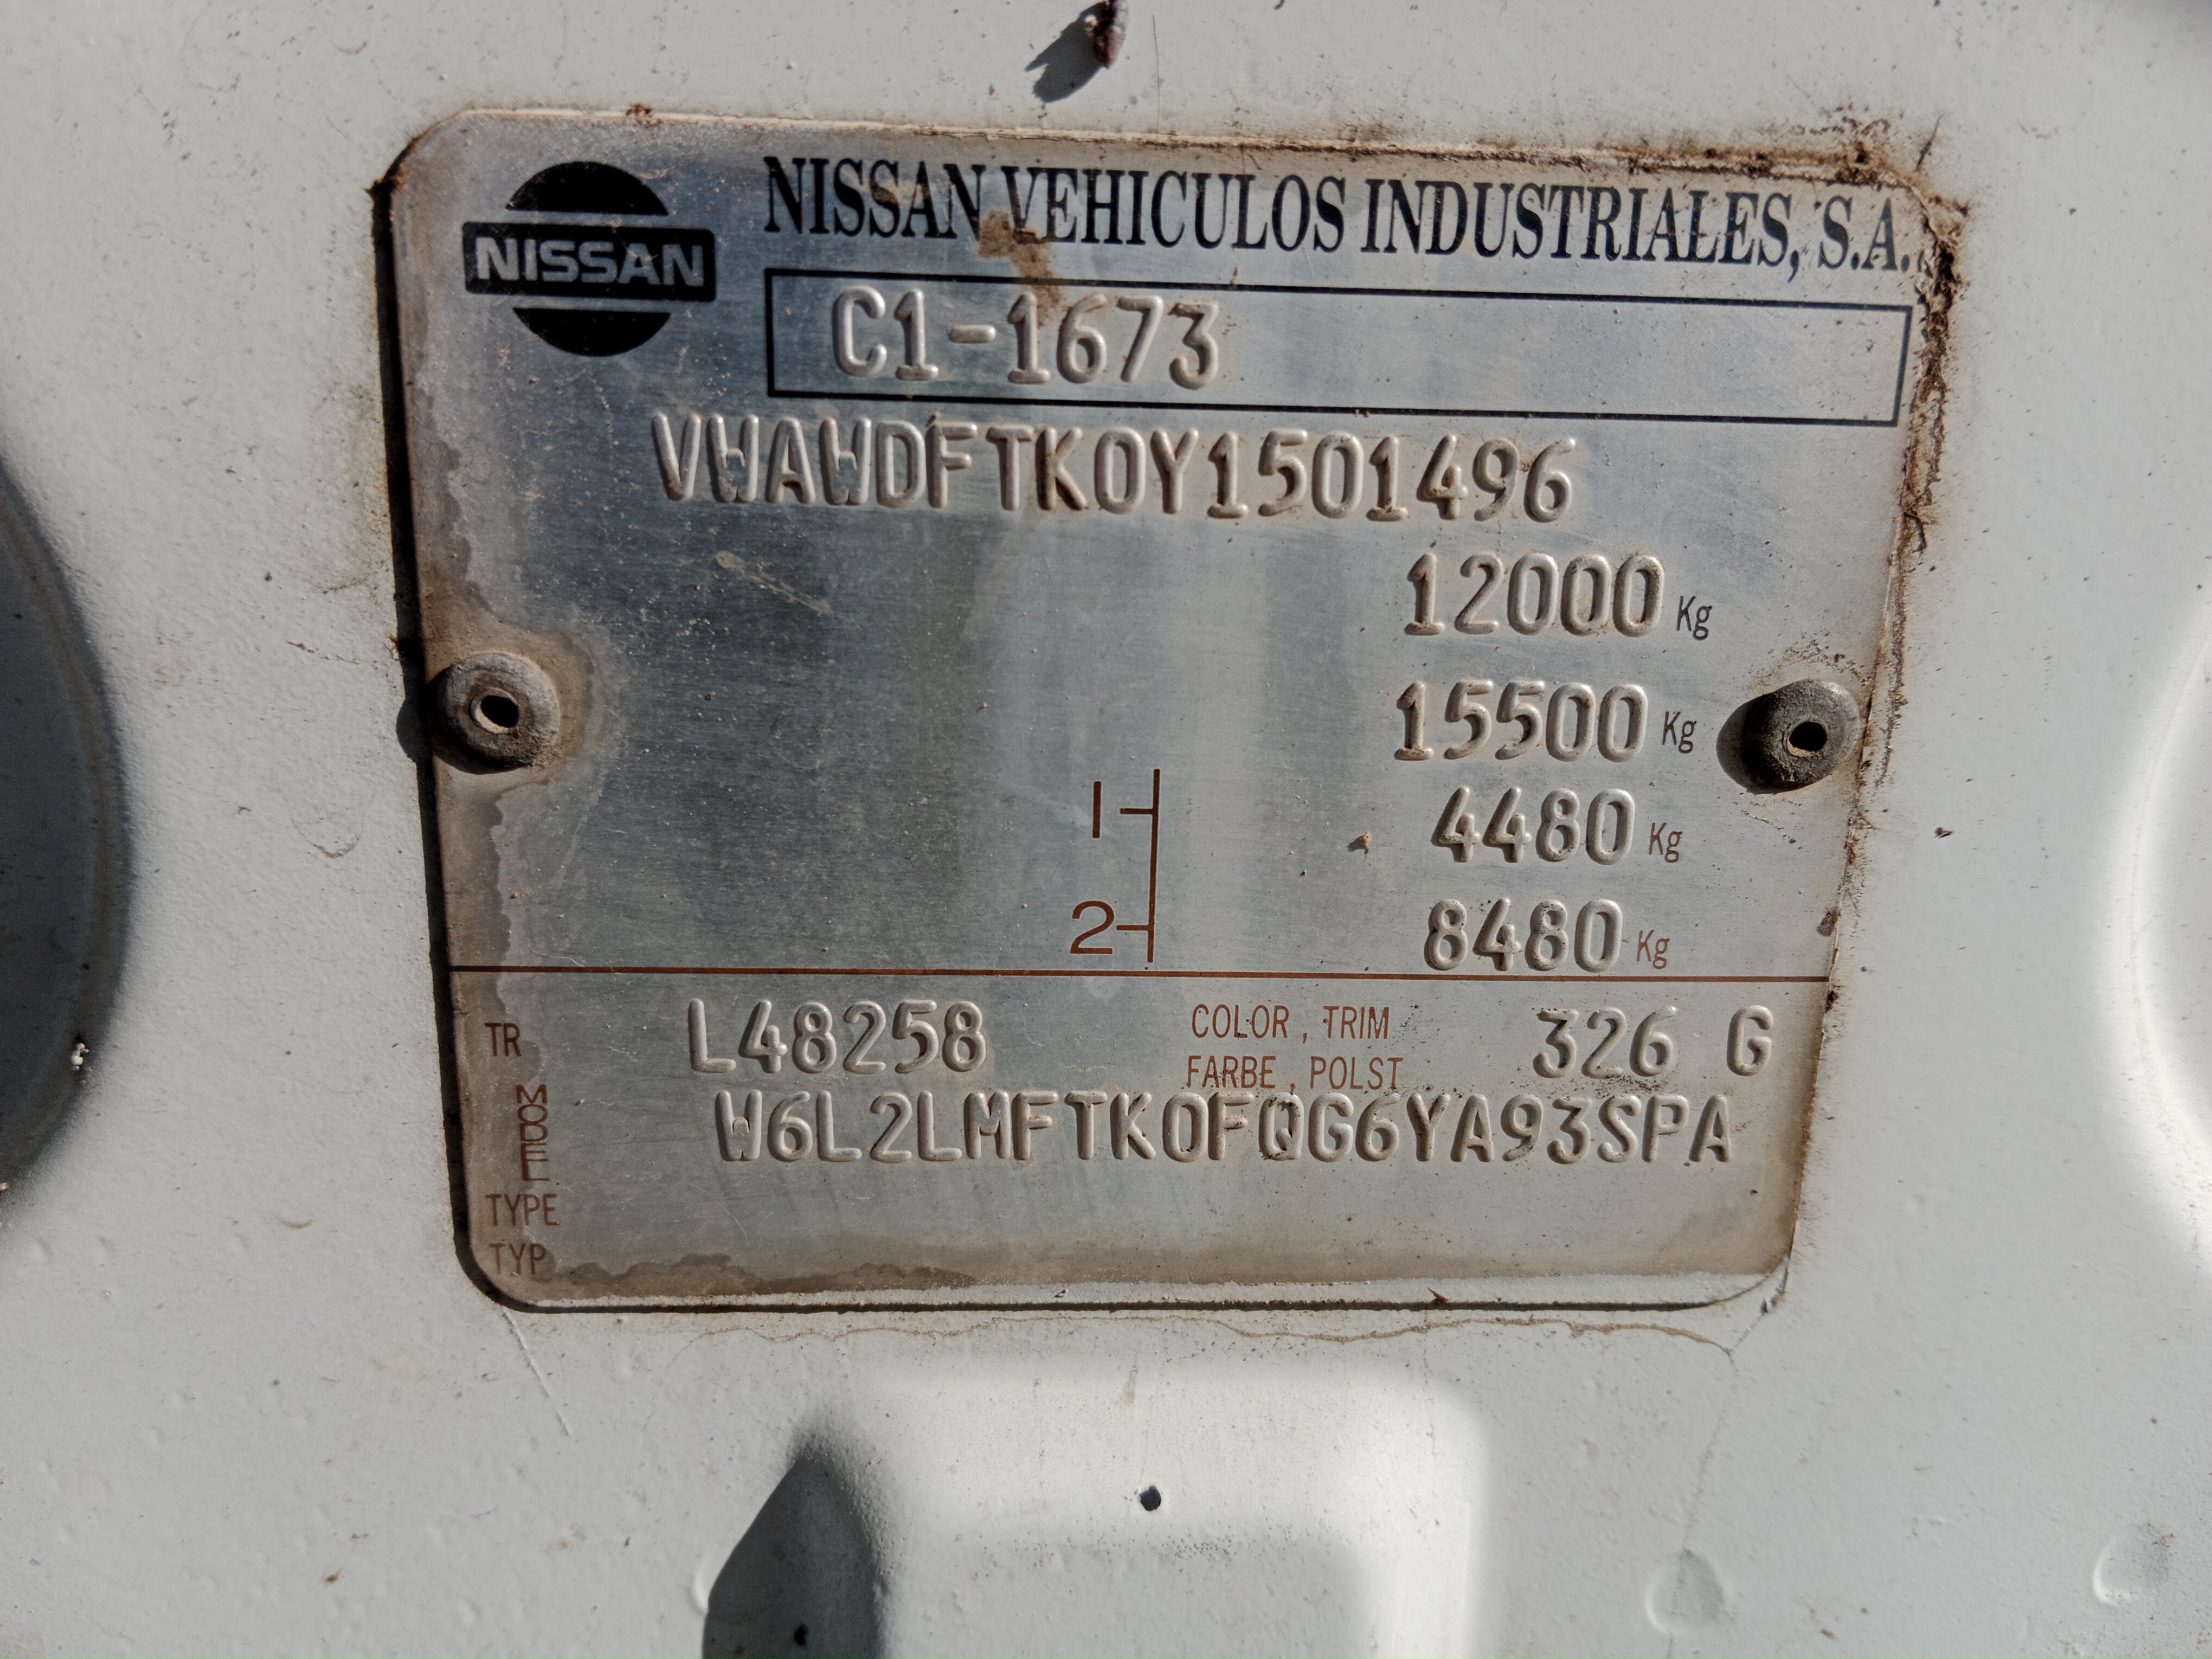 NISSAN
NISSAN VEHICULOS INDUSTRIALES, S.A.
C1-1673
VWAWDFTK0Y1501496
12000 Kg
15500 Kg
1 4480 Kg
2 8480 Kg
TR L48258 COLOR , TRIM 326 G
FARBE , POLST
MODEL W6L2LMFTK0FQG6YA93SPA
TYPE
TYP